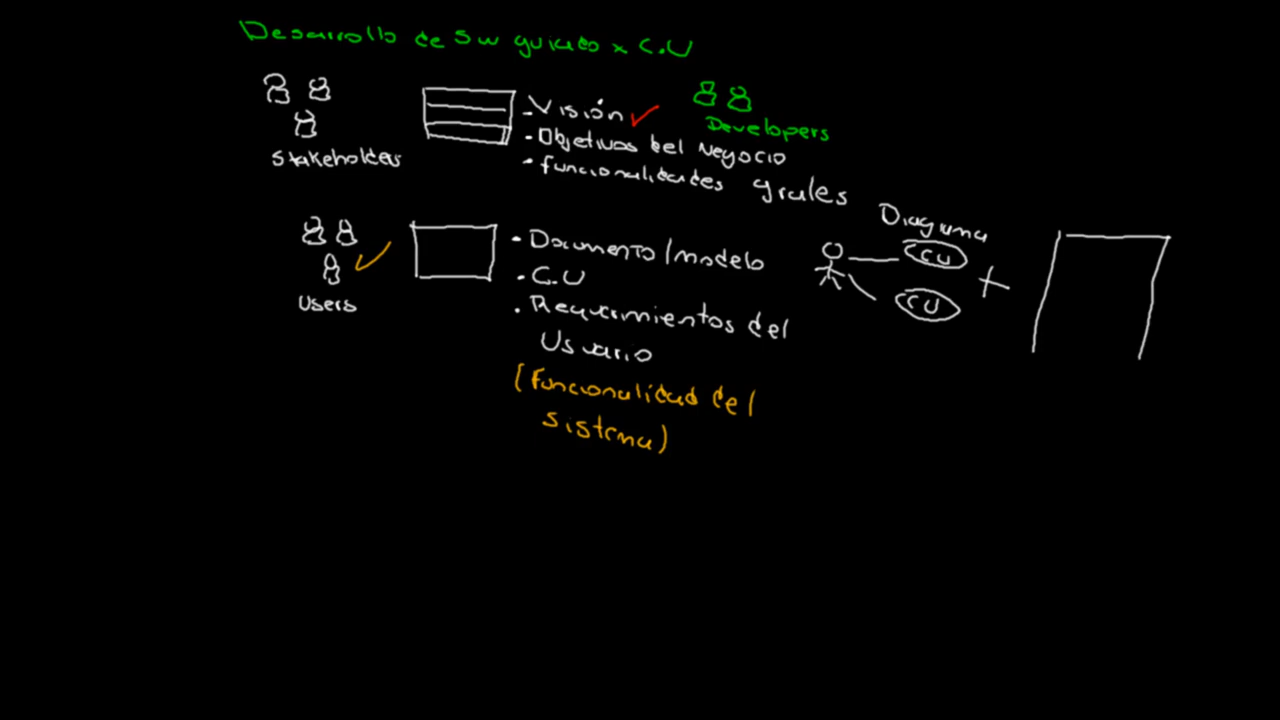 Desarrollo de SW guiado x C.U
Stakeholders
• Visión
• Objetivos del Negocio
• funcionalidades grales
Developers
Users
• Documento/modelo
• C.U
• Requerimientos del
Usuario
(Funcionalidad del
sistema)
Diagrama
CU
+
CU